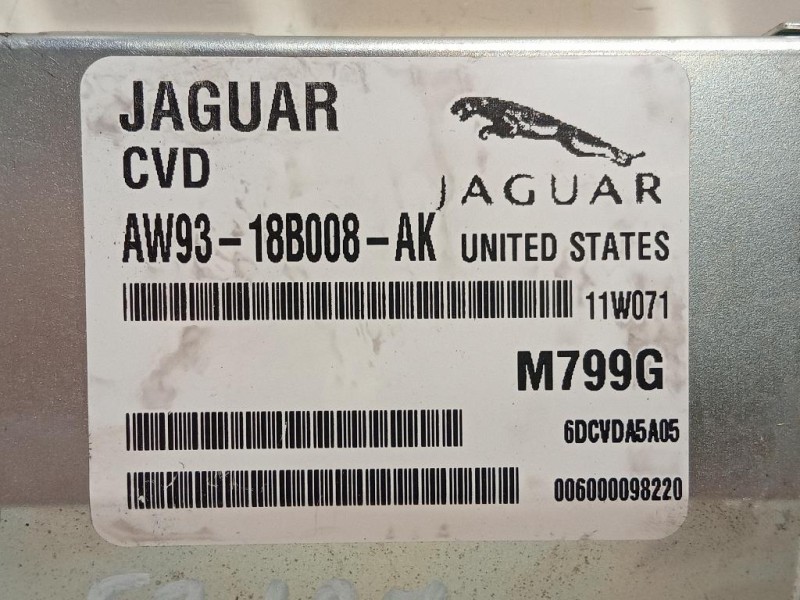 JAGUAR
CVD
JAGUAR
AW93-18B008-AK UNITED STATES
11W071
M799G
6DCVDA5A05
006000098220